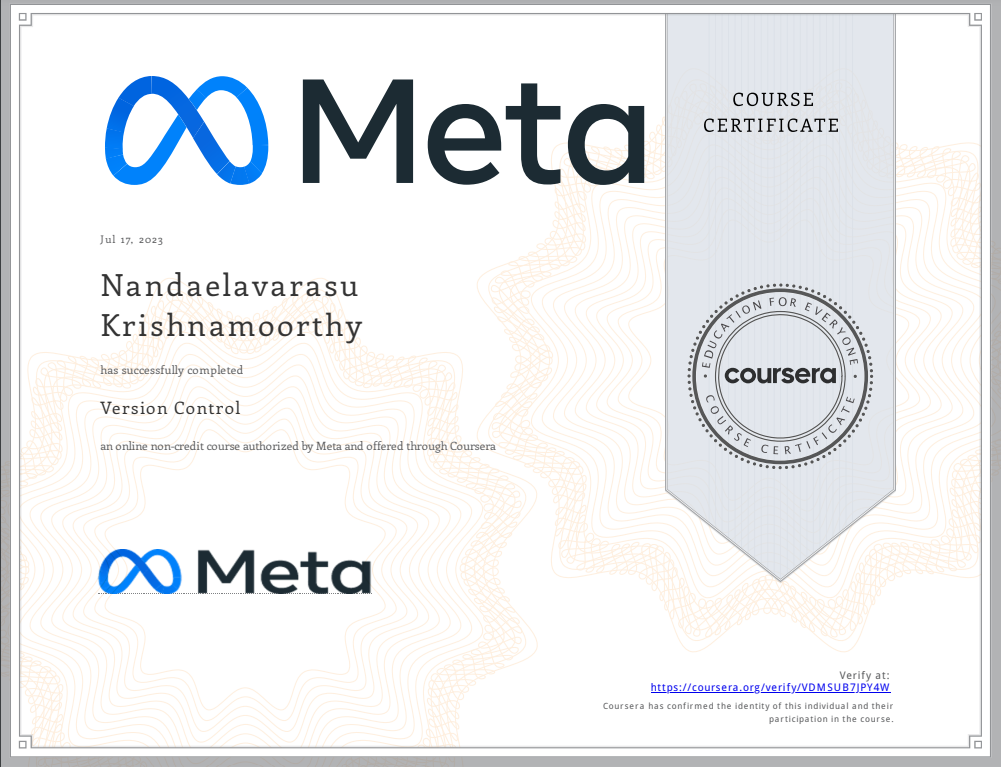 Meta
COURSE
CERTIFICATE
Jul 17, 2023
Nandaelavarasu
Krishnamoorthy
has successfully completed
Version Control
an online non-credit course authorized by Meta and offered through Coursera
EDUCATION FOR EVERYONE
coursera
COURSE CERTIFICATE
Meta
Verify at:
https://coursera.org/verify/VDMSUB7JPY4W
Coursera has confirmed the identity of this individual and their
participation in the course.